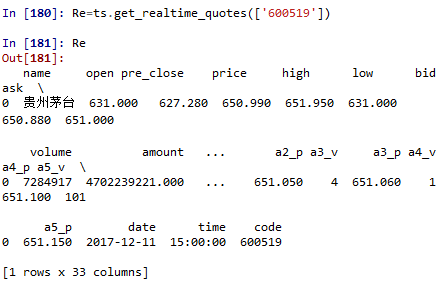 In [180]: Re=ts.get_realtime_quotes(['600519'])
In [181]: Re
Out[181]:
name open pre_close price high low bid
ask \
0 贵州茅台 631.000 627.280 650.990 651.950 631.000
650.880 651.000
volume amount ... a2_p a3_v a3_p a4_v
a4_p a5_v \
0 7284917 4702239221.000 ... 651.050 4 651.060 1
651.100 101
a5_p date time code
0 651.150 2017-12-11 15:00:00 600519
[1 rows x 33 columns]